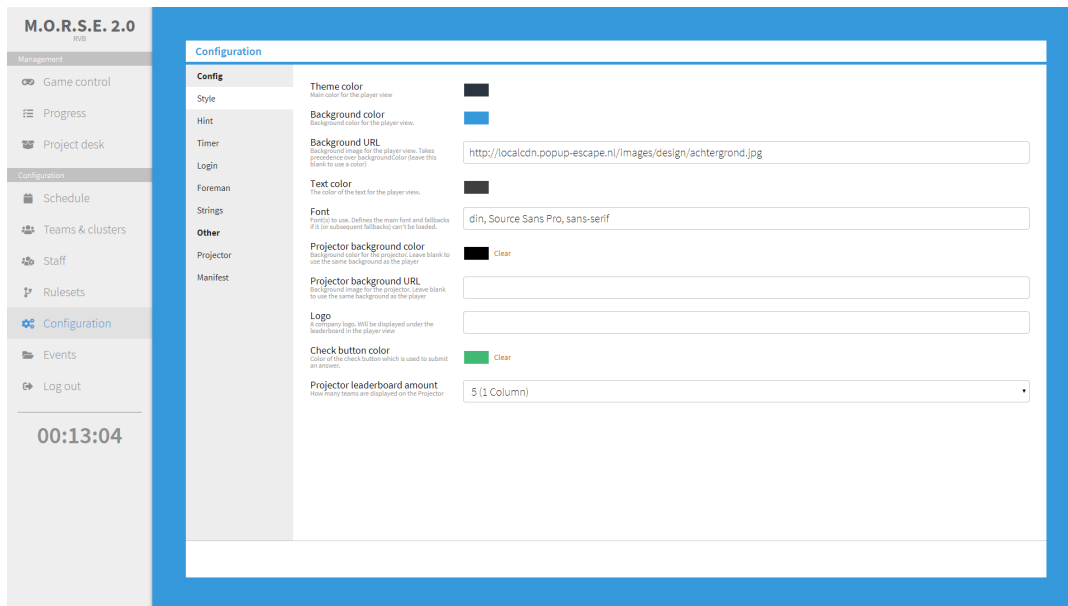 M.O.R.S.E. 2.0
RVB
Management
Game control
Progress
Project desk
Configuration
Schedule
Teams & clusters
Staff
Rulesets
Configuration
Events
Log out
00:13:04
Configuration
Config
Style
Hint
Timer
Login
Foreman
Strings
Other
Projector
Manifest
Theme color
Main color for the player view
Background color
Background color for the player view.
Background URL
Background image for the player view. Takes
precedence over backgroundColor (leave this
blank to use a color)
http://localcdn.popup-escape.nl/images/design/achtergrond.jpg
Text color
The color of the text for the player view.
Font
Font(s) to use. Defines the main font and fallbacks
if it (or subsequent fallbacks) can't be loaded.
din, Source Sans Pro, sans-serif
Projector background color
Background color for the projector. Leave blank to
use the same background as the player
Clear
Projector background URL
Background image for the projector. Leave blank
to use the same background as the player
Logo
A company logo. Will be displayed under the
leaderboard in the player view
Check button color
Color of the check button which is used to submit
an answer.
Clear
Projector leaderboard amount
How many teams are displayed on the Projector
5 (1 Column)